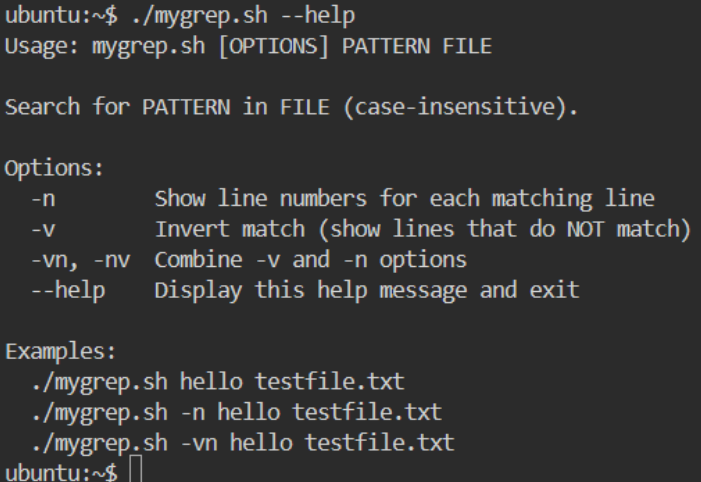 ubuntu:~$ ./mygrep.sh --help
Usage: mygrep.sh [OPTIONS] PATTERN FILE

Search for PATTERN in FILE (case-insensitive).

Options:
  -n        Show line numbers for each matching line
  -v        Invert match (show lines that do NOT match)
  -vn, -nv  Combine -v and -n options
  --help    Display this help message and exit

Examples:
  ./mygrep.sh hello testfile.txt
  ./mygrep.sh -n hello testfile.txt
  ./mygrep.sh -vn hello testfile.txt
ubuntu:~$